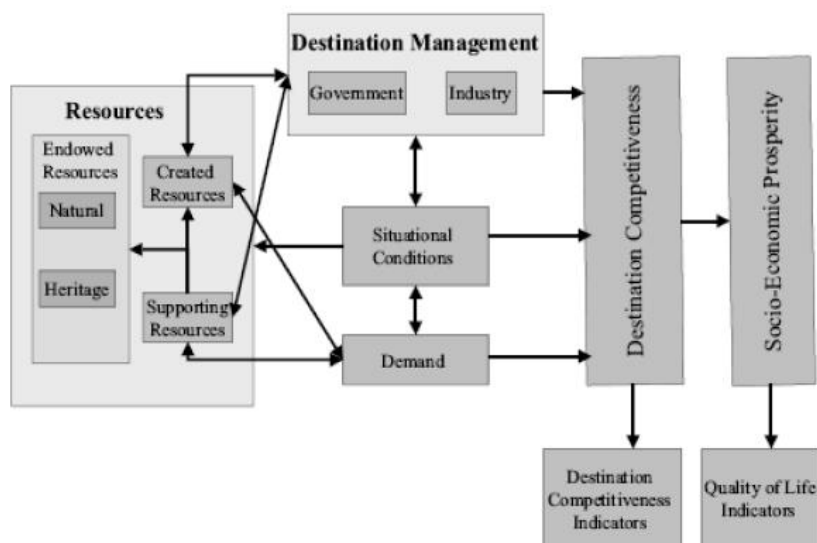 Destination Management
Government
Industry
Resources
Endowed
Resources
Natural
Heritage
Created
Resources
Supporting
Resources
Situational
Conditions
Demand
Destination Competitiveness
Socio-Economic Prosperity
Destination
Competitiveness
Indicators
Quality of Life
Indicators